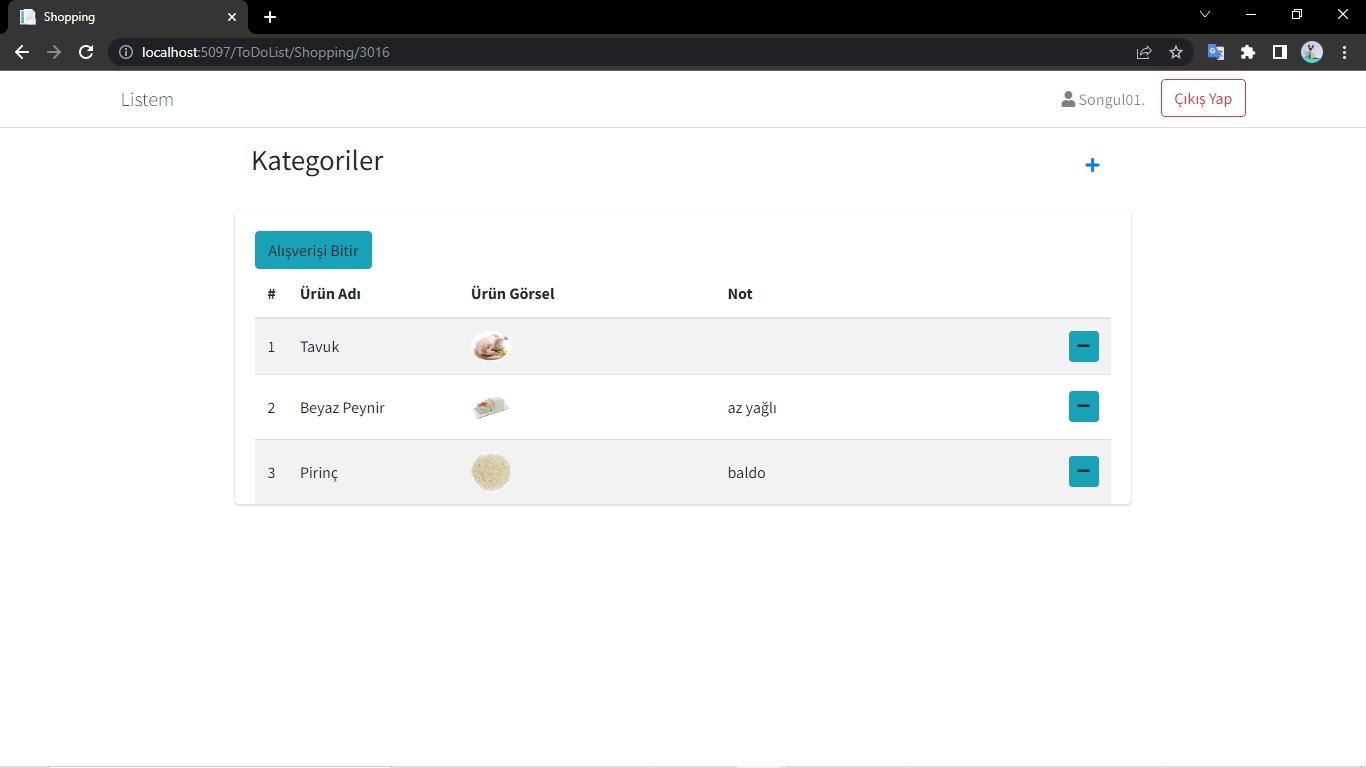 Shopping
localhost:5097/ToDoList/Shopping/3016
Listem
Songul01.
Çıkış Yap
Kategoriler
Alışverişi Bitir
# Ürün Adı Ürün Görsel Not
1 Tavuk
2 Beyaz Peynir az yağlı
3 Pirinç baldo